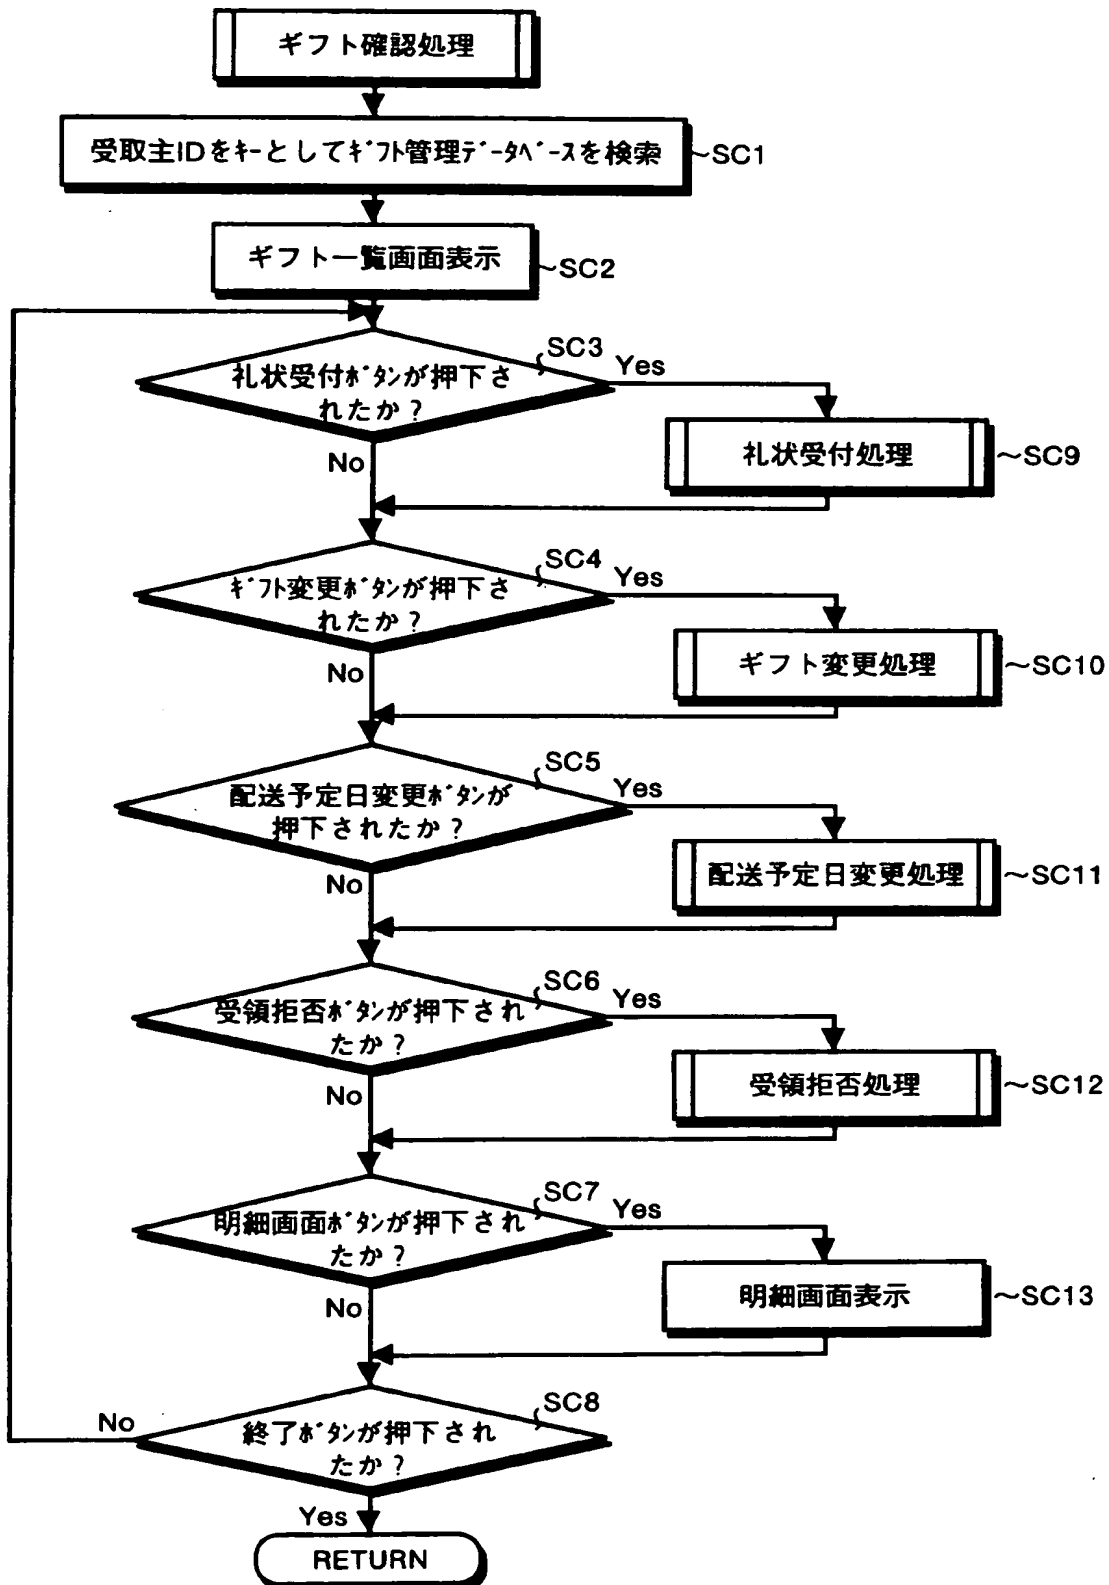 ギフト確認処理
受取主IDをｷｰとしてｷﾞﾌﾄ管理ﾃﾞｰﾀﾍﾞｰｽを検索
~SC1
ギフト一覧画面表示
~SC2
SC3
礼状受付ﾎﾞﾀﾝが押下さ
れたか？
Yes
No
礼状受付処理
~SC9
SC4
ｷﾞﾌﾄ変更ﾎﾞﾀﾝが押下さ
れたか？
Yes
No
ギフト変更処理
~SC10
SC5
配送予定日変更ﾎﾞﾀﾝが
押下されたか？
Yes
No
配送予定日変更処理
~SC11
SC6
受領拒否ﾎﾞﾀﾝが押下され
たか？
Yes
No
受領拒否処理
~SC12
SC7
明細画面ﾎﾞﾀﾝが押下され
たか？
Yes
No
明細画面表示
~SC13
SC8
終了ﾎﾞﾀﾝが押下され
たか？
No
Yes
RETURN